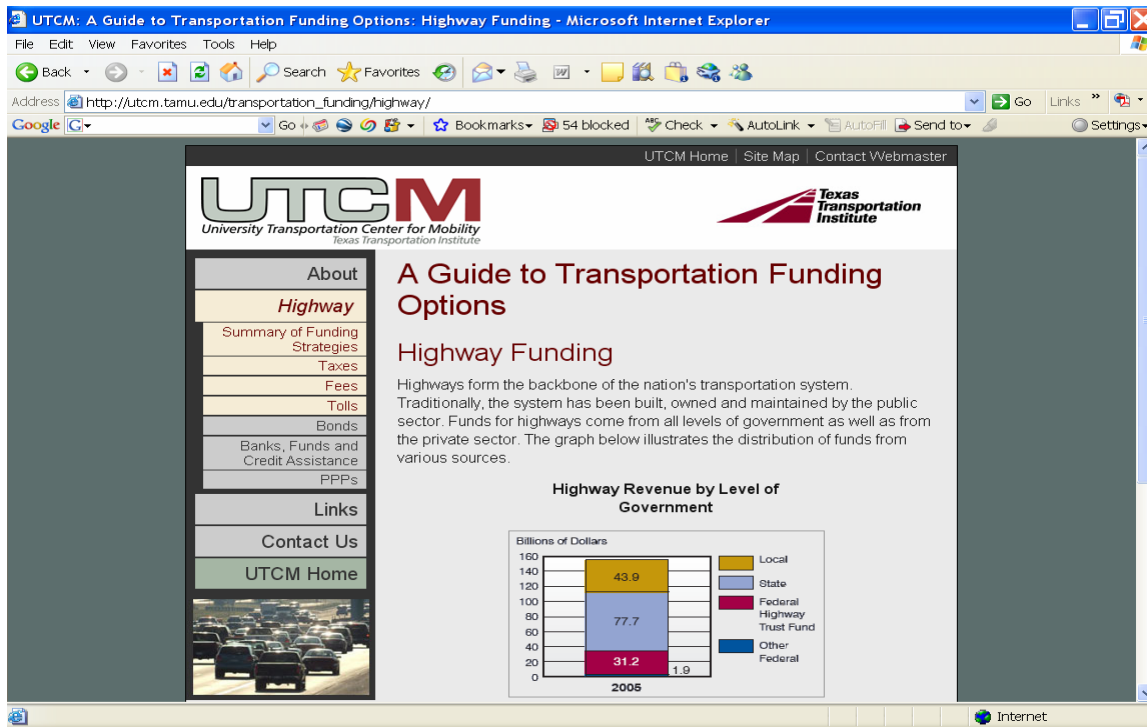 UTCM: A Guide to Transportation Funding Options: Highway Funding - Microsoft Internet Explorer
File Edit View Favorites Tools Help
Back Search Favorites
Address http://utcm.tamu.edu/transportation_funding/highway/ Go Links »
Google G Go Bookmarks 54 blocked ABC Check AutoLink AutoFill Send to Settings
UTCM Home | Site Map | Contact Webmaster
UTCM
University Transportation Center for Mobility
Texas Transportation Institute
Texas
Transportation
Institute
About
Highway
Summary of Funding
Strategies
Taxes
Fees
Tolls
Bonds
Banks, Funds and
Credit Assistance
PPPs
Links
Contact Us
UTCM Home
A Guide to Transportation Funding
Options
Highway Funding
Highways form the backbone of the nation's transportation system.
Traditionally, the system has been built, owned and maintained by the public
sector. Funds for highways come from all levels of government as well as from
the private sector. The graph below illustrates the distribution of funds from
various sources.
Highway Revenue by Level of
Government
Billions of Dollars
160
140
120
100
80
60
40
20
0
43.9
77.7
31.2
1.9
2005
Local
State
Federal
Highway
Trust Fund
Other
Federal
Internet